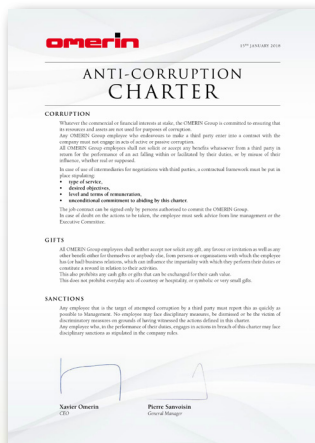 omerin
15TH JANUARY 2018
ANTI-CORRUPTION
CHARTER
CORRUPTION
Whatever the commercial or financial interests at stake, the OMERIN Group is committed to ensuring that
its resources and assets are not used for purposes of corruption.
Any OMERIN Group employee who endeavours to make a third party enter into a contract with the
company must not engage in acts of active or passive corruption.
All OMERIN Group employees shall not solicit or accept any benefits whatsoever from a third party in
return for the performance of an act falling within or facilitated by their duties, or by misuse of their
influence, whether real or supposed.
In case of use of intermediaries for negotiations with third parties, a contractual framework must be put in
place stipulating:
• type of service,
• desired objectives,
• level and terms of remuneration,
• unconditional commitment to abiding by this charter.
The job contract can be signed only by persons authorised to commit the OMERIN Group.
In case of doubt on the actions to be taken, the employee must seek advice from line management or the
Executive Committee.
GIFTS
All OMERIN Group employees shall neither accept nor solicit any gift, any favour or invitation as well as any
other benefit either for themselves or anybody else, from persons or organisations with which the employee
has (or had) business relations, which can influence the impartiality with which they perform their duties or
constitute a reward in relation to their activities.
This also prohibits any cash gifts or gifts that can be exchanged for their cash value.
This does not prohibit everyday acts of courtesy or hospitality, or symbolic or very small gifts.
SANCTIONS
Any employee that is the target of attempted corruption by a third party must report this as quickly as
possible to Management. No employee may face disciplinary measures, be dismissed or be the victim of
discriminatory measures on grounds of having witnessed the actions defined in this charter.
Any employee who, in the performance of their duties, engages in actions in breach of this charter may face
disciplinary sanctions as stipulated in the company rules.
Xavier Omerin
CEO
Pierre Sanvoisin
General Manager